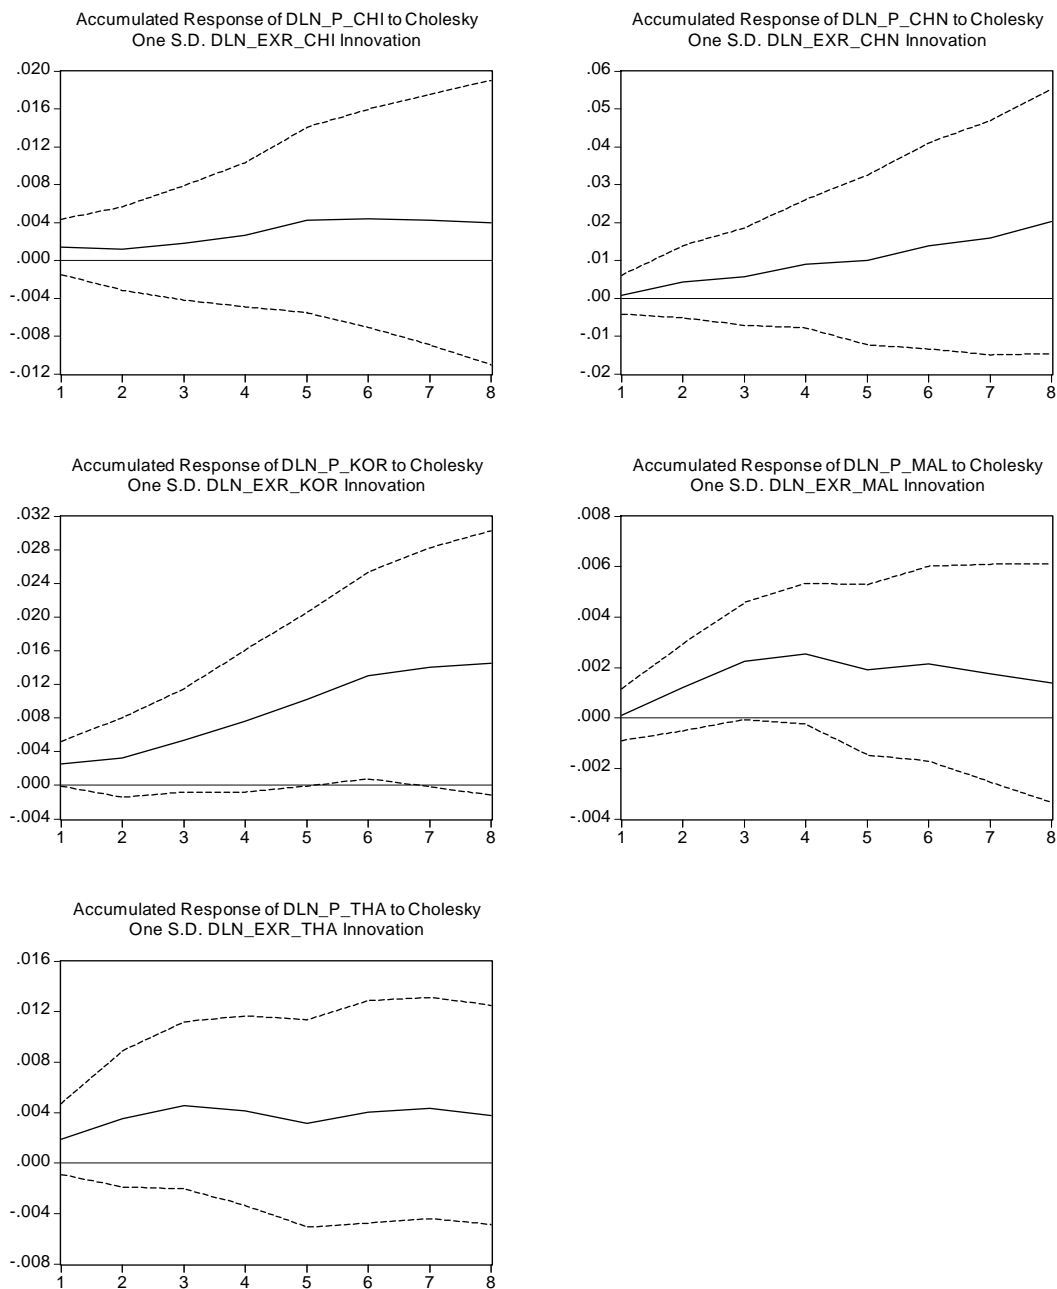 Accumulated Response of DLN_P_CHI to Cholesky
One S.D. DLN_EXR_CHI Innovation
.020
.016
.012
.008
.004
.000
-.004
-.008
-.012
1 2 3 4 5 6 7 8
Accumulated Response of DLN_P_CHN to Cholesky
One S.D. DLN_EXR_CHN Innovation
.06
.05
.04
.03
.02
.01
.00
-.01
-.02
1 2 3 4 5 6 7 8
Accumulated Response of DLN_P_KOR to Cholesky
One S.D. DLN_EXR_KOR Innovation
.032
.028
.024
.020
.016
.012
.008
.004
.000
-.004
1 2 3 4 5 6 7 8
Accumulated Response of DLN_P_MAL to Cholesky
One S.D. DLN_EXR_MAL Innovation
.008
.006
.004
.002
.000
-.002
-.004
1 2 3 4 5 6 7 8
Accumulated Response of DLN_P_THA to Cholesky
One S.D. DLN_EXR_THA Innovation
.016
.012
.008
.004
.000
-.004
-.008
1 2 3 4 5 6 7 8